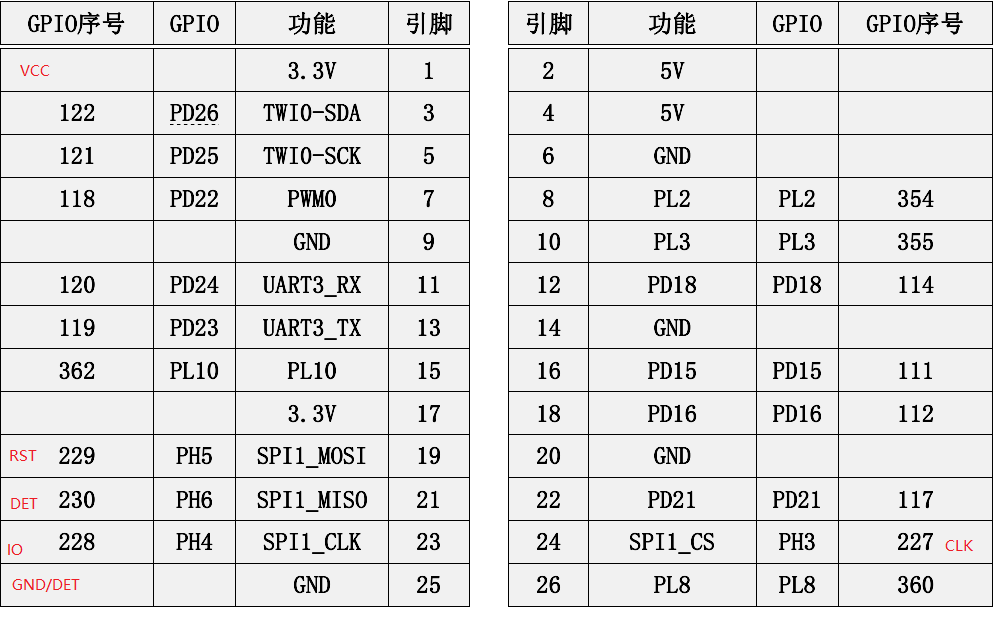 GPIO序号 GPIO 功能 引脚 引脚 功能 GPIO GPIO序号
VCC 3.3V 1 2 5V
122 PD26 TWI0-SDA 3 4 5V
121 PD25 TWI0-SCK 5 6 GND
118 PD22 PWM0 7 8 PL2 PL2 354
GND 9 10 PL3 PL3 355
120 PD24 UART3_RX 11 12 PD18 PD18 114
119 PD23 UART3_TX 13 14 GND
362 PL10 PL10 15 16 PD15 PD15 111
3.3V 17 18 PD16 PD16 112
RST 229 PH5 SPI1_MOSI 19 20 GND
DET 230 PH6 SPI1_MISO 21 22 PD21 PD21 117
IO 228 PH4 SPI1_CLK 23 24 SPI1_CS PH3 227 CLK
GND/DET GND 25 26 PL8 PL8 360